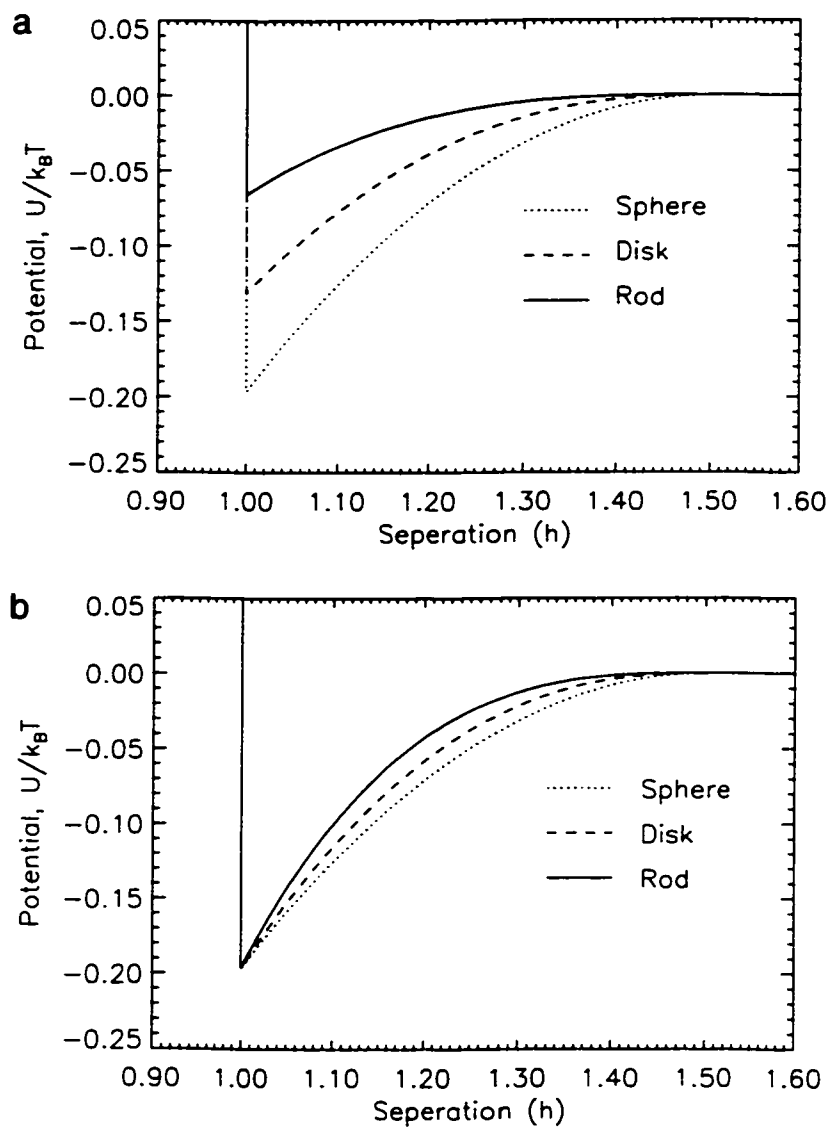 a
0.05
0.00
−0.05
−0.10
−0.15
−0.20
−0.25
Potential, U/kBT
Sphere
Disk
Rod
0.90 1.00 1.10 1.20 1.30 1.40 1.50 1.60
Seperation (h)
b
0.05
0.00
−0.05
−0.10
−0.15
−0.20
−0.25
Potential, U/kBT
Sphere
Disk
Rod
0.90 1.00 1.10 1.20 1.30 1.40 1.50 1.60
Seperation (h)